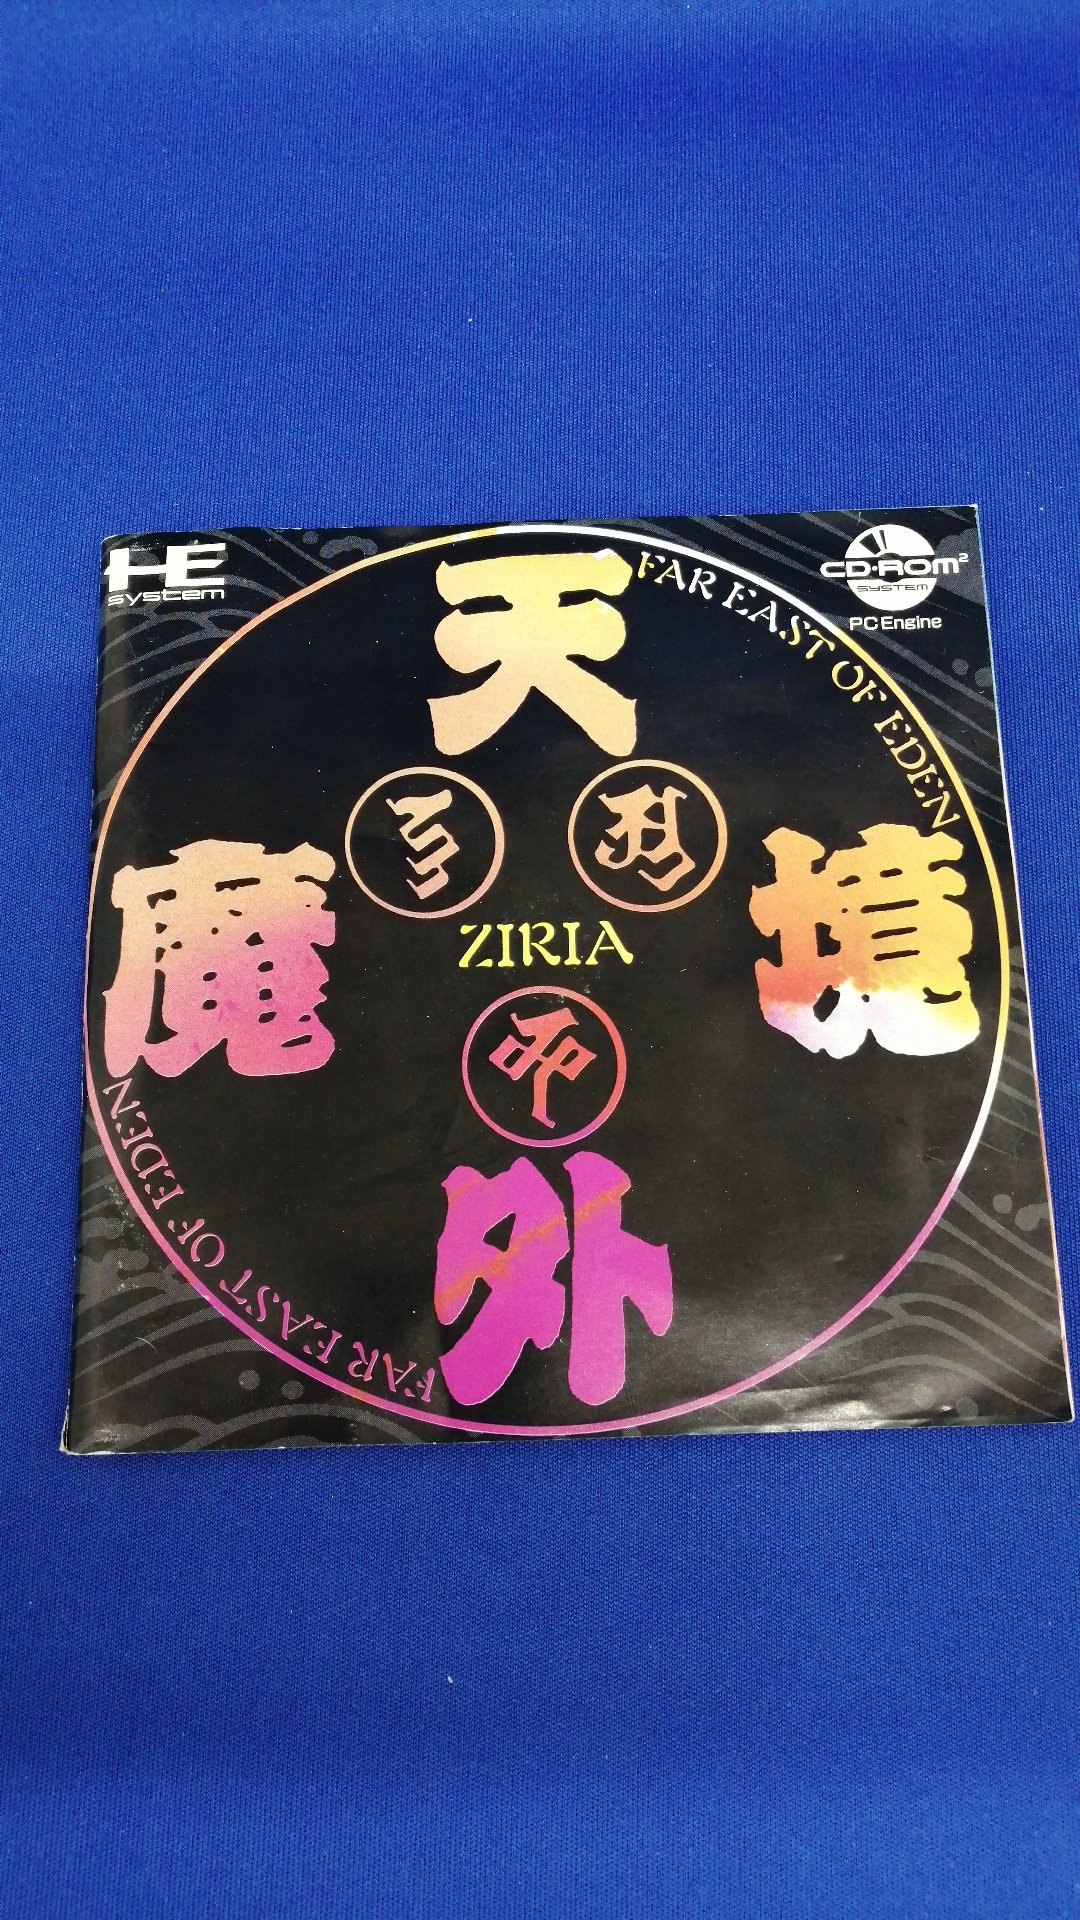 HE
system
CD·ROM²
SYSTEM
PC Engine
天
外
魔
境
FAR EAST OF EDEN
ZIRIA
FAR EAST OF EDEN